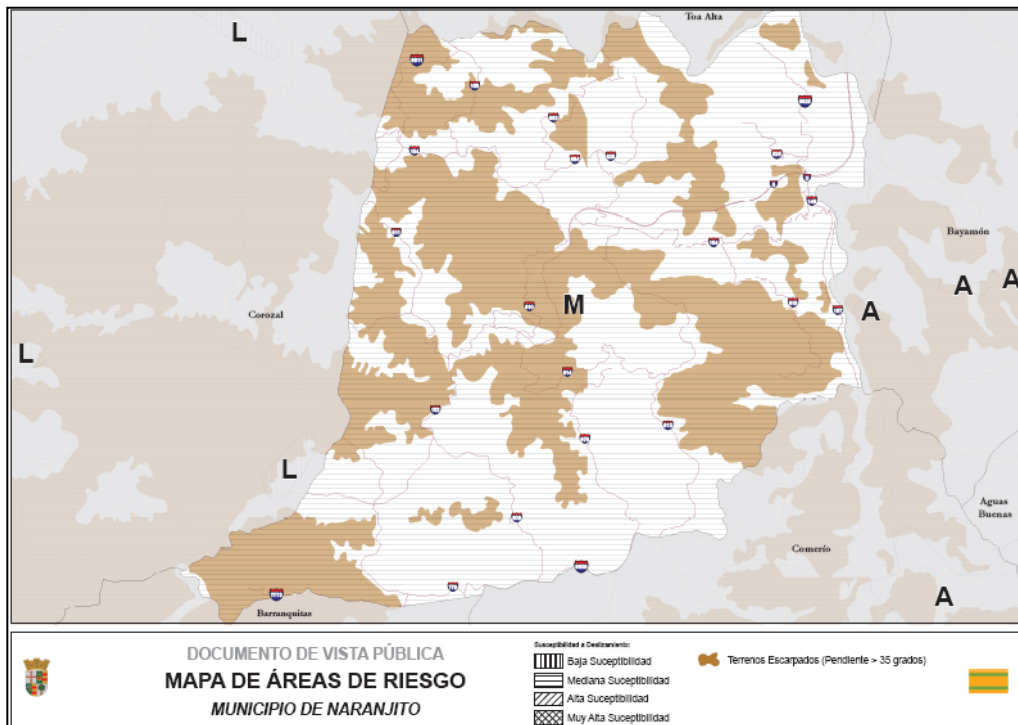 L
Toa Alta
Bayamón
A
A
M
A
Corozal
L
L
Aguas
Buenas
Comerío
A
Barranquitas
DOCUMENTO DE VISTA PÚBLICA
MAPA DE ÁREAS DE RIESGO
MUNICIPIO DE NARANJITO
Susceptibilidad a Deslizamiento:
Baja Suceptibilidad
Mediana Suceptibilidad
Alta Suceptibilidad
Muy Alta Suceptibilidad
Terrenos Escarpados (Pendiente > 35 grados)